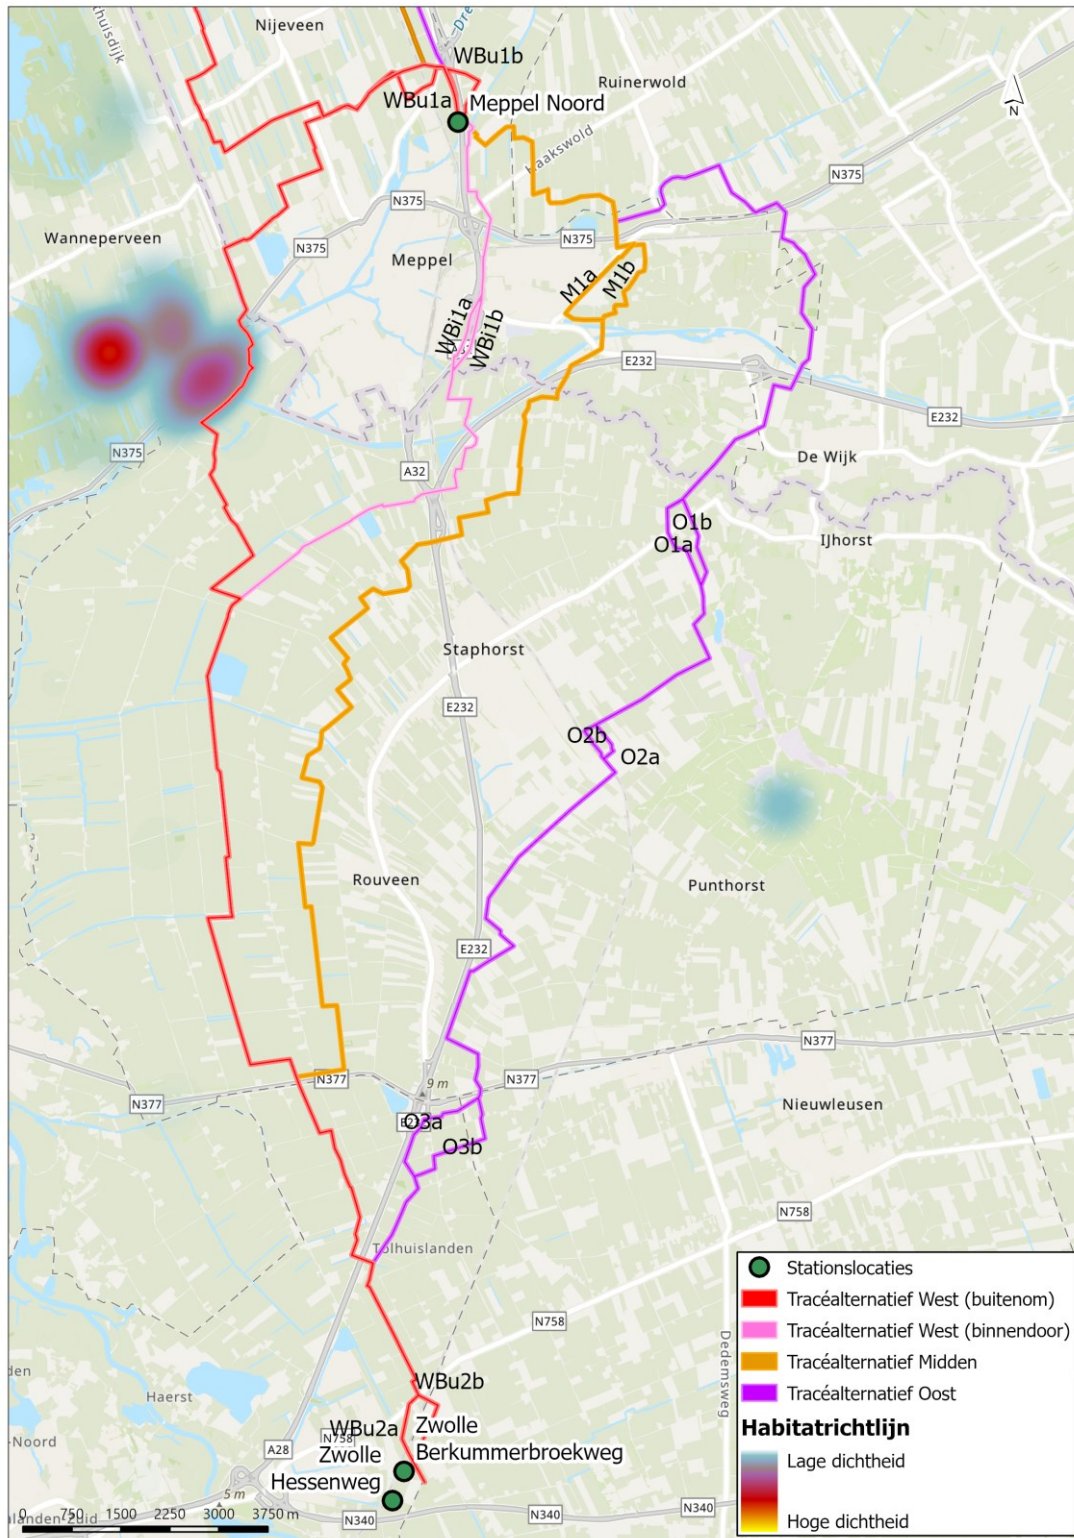 Nijeveen
WBu1b
Ruinerwold
WBu1a
Meppel Noord
Haakswold
N
N375
N375
Wanneperveen
N375
N375
Meppel
M1a
M1b
WBi1a
WBi1b
E232
E232
N375
A32
De Wijk
O1b
O1a
IJhorst
Staphorst
E232
O2b
O2a
Rouveen
Punthorst
E232
N377
N377
9 m
N377
N377
Nieuwleusen
O3a
O3b
N758
Tolhuislanden
N758
Dedemsweg
WBu2b
Haerst
WBu2a
Zwolle
Berkummerbroekweg
N758
Zwolle
Hessenweg
A28
5 m
N340
N340
N340
0 750 1500 2250 3000 3750 m
Stationslocaties
Tracéalternatief West (buitenom)
Tracéalternatief West (binnendoor)
Tracéalternatief Midden
Tracéalternatief Oost
Habitatrichtlijn
Lage dichtheid
Hoge dichtheid